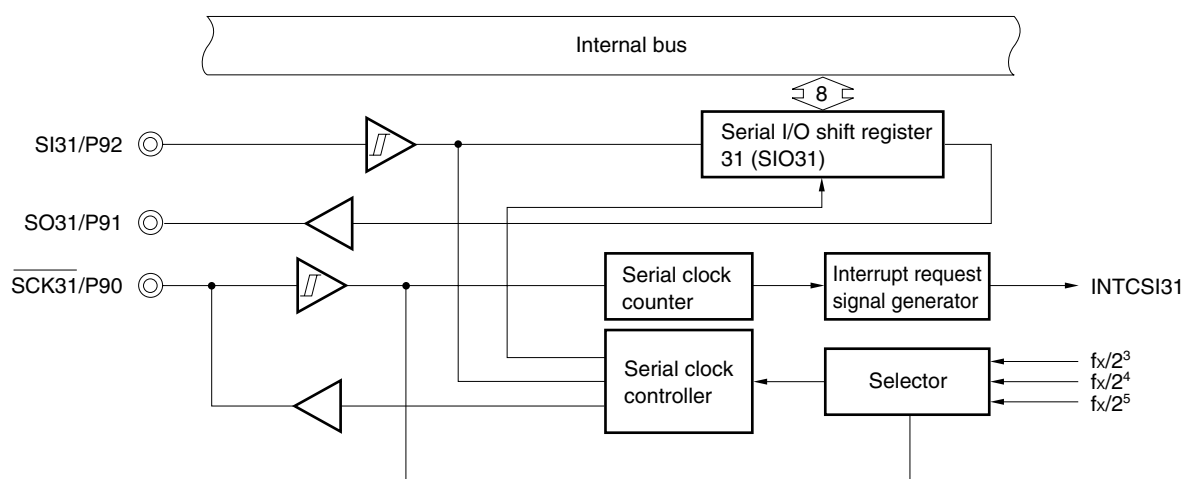 Internal bus
8
SI31/P92
Serial I/O shift register
31 (SIO31)
SO31/P91
SCK31/P90
Serial clock
counter
Interrupt request
signal generator
INTCSI31
Serial clock
controller
Selector
fx/2³
fx/2⁴
fx/2⁵